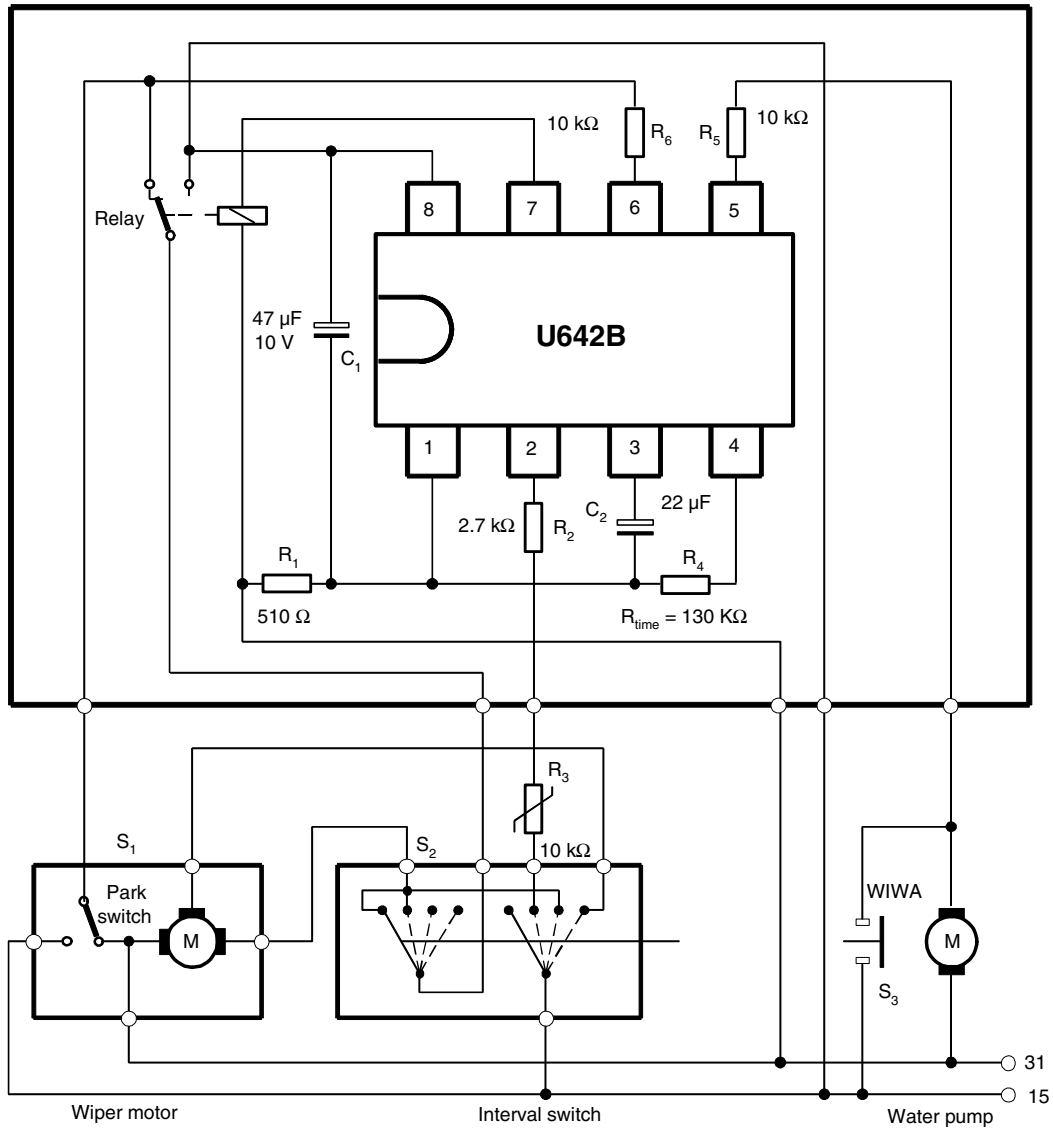 10 kΩ
R6
R5
10 kΩ
8
7
6
5
Relay
47 µF
10 V
C1
U642B
1
2
3
4
2.7 kΩ
R2
C2
22 µF
R1
510 Ω
R4
Rtime = 130 KΩ
R3
10 kΩ
S1
S2
Park
switch
M
WIWA
M
S3
31
15
Wiper motor
Interval switch
Water pump